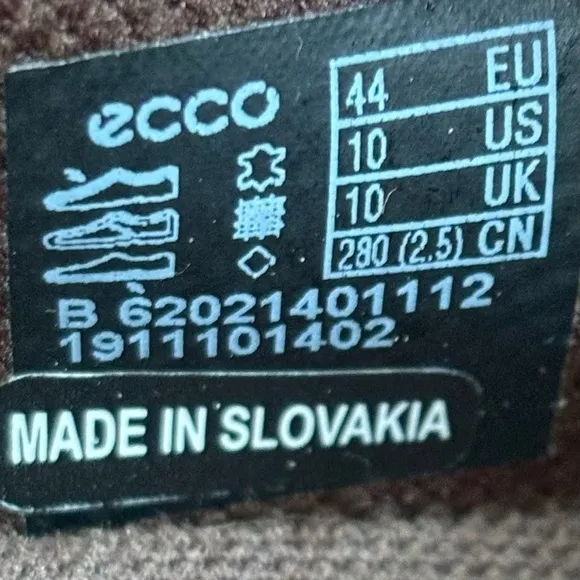 ecco
44 EU
10 US
10 UK
280 (2.5) CN
B 62021401112
1911101402
MADE IN SLOVAKIA